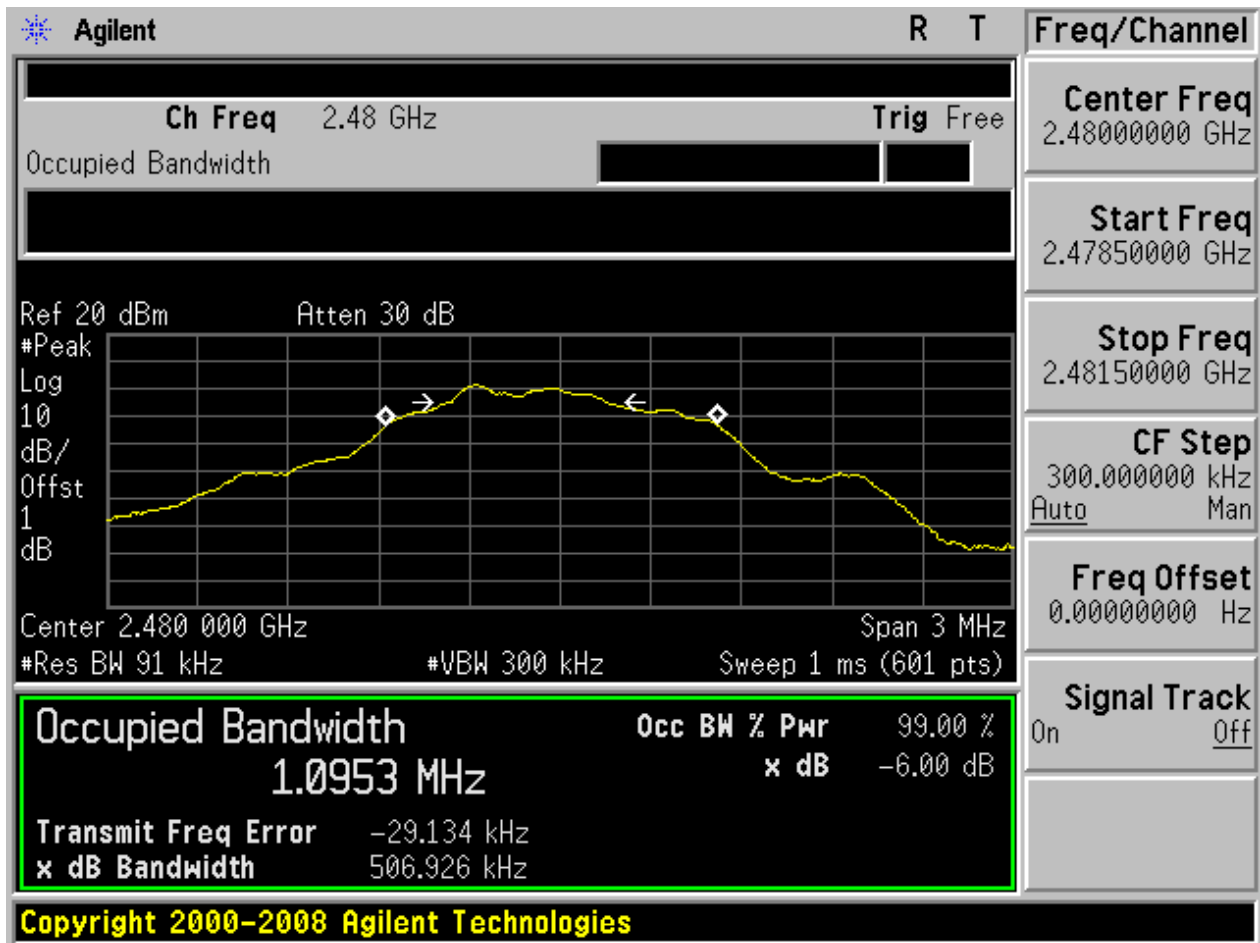 Agilent R T
Freq/Channel
Ch Freq 2.48 GHz Trig Free
Occupied Bandwidth
Center Freq
2.48000000 GHz
Start Freq
2.47850000 GHz
Stop Freq
2.48150000 GHz
CF Step
300.000000 kHz
Auto Man
Freq Offset
0.00000000 Hz
Signal Track
On Off
Ref 20 dBm Atten 30 dB
#Peak
Log
10
dB/
Offst
1
dB
Center 2.480 000 GHz Span 3 MHz
#Res BW 91 kHz #VBW 300 kHz Sweep 1 ms (601 pts)
Occupied Bandwidth
1.0953 MHz
Occ BW % Pwr 99.00 %
x dB -6.00 dB
Transmit Freq Error -29.134 kHz
x dB Bandwidth 506.926 kHz
Copyright 2000-2008 Agilent Technologies